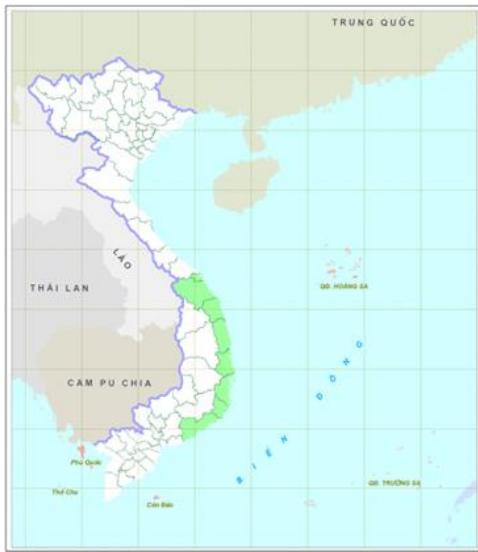 TRUNG QUỐC
LÀO
QĐ. HOÀNG SA
THÁI LAN
BIỂN ĐÔNG
CAM PU CHIA
Phú Quốc
QĐ. TRƯỜNG SA
Thổ Chu
Côn Đảo